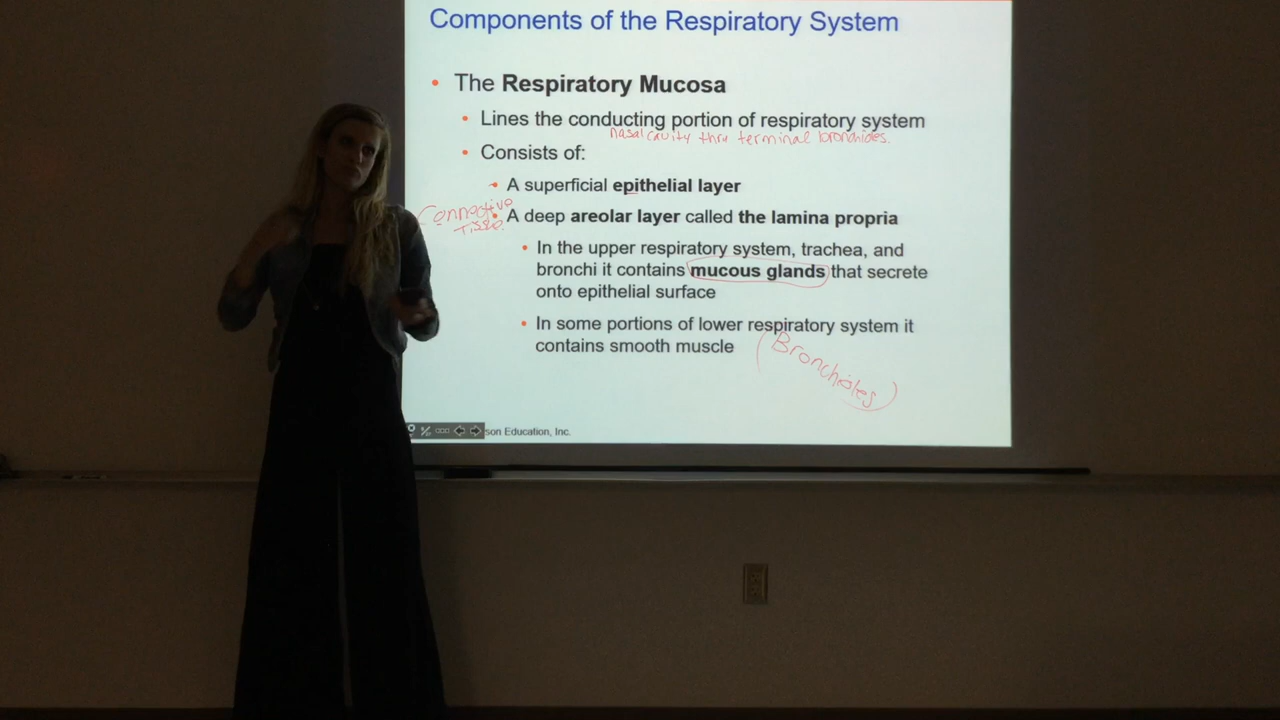 Components of the Respiratory System
• The Respiratory Mucosa
• Lines the conducting portion of respiratory system
nasal cavity thru terminal bronchioles.
• Consists of:
• A superficial epithelial layer
Connective
Tissue.
• A deep areolar layer called the lamina propria
• In the upper respiratory system, trachea, and
bronchi it contains mucous glands that secrete
onto epithelial surface
• In some portions of lower respiratory system it
contains smooth muscle
(Bronchioles)
son Education, Inc.